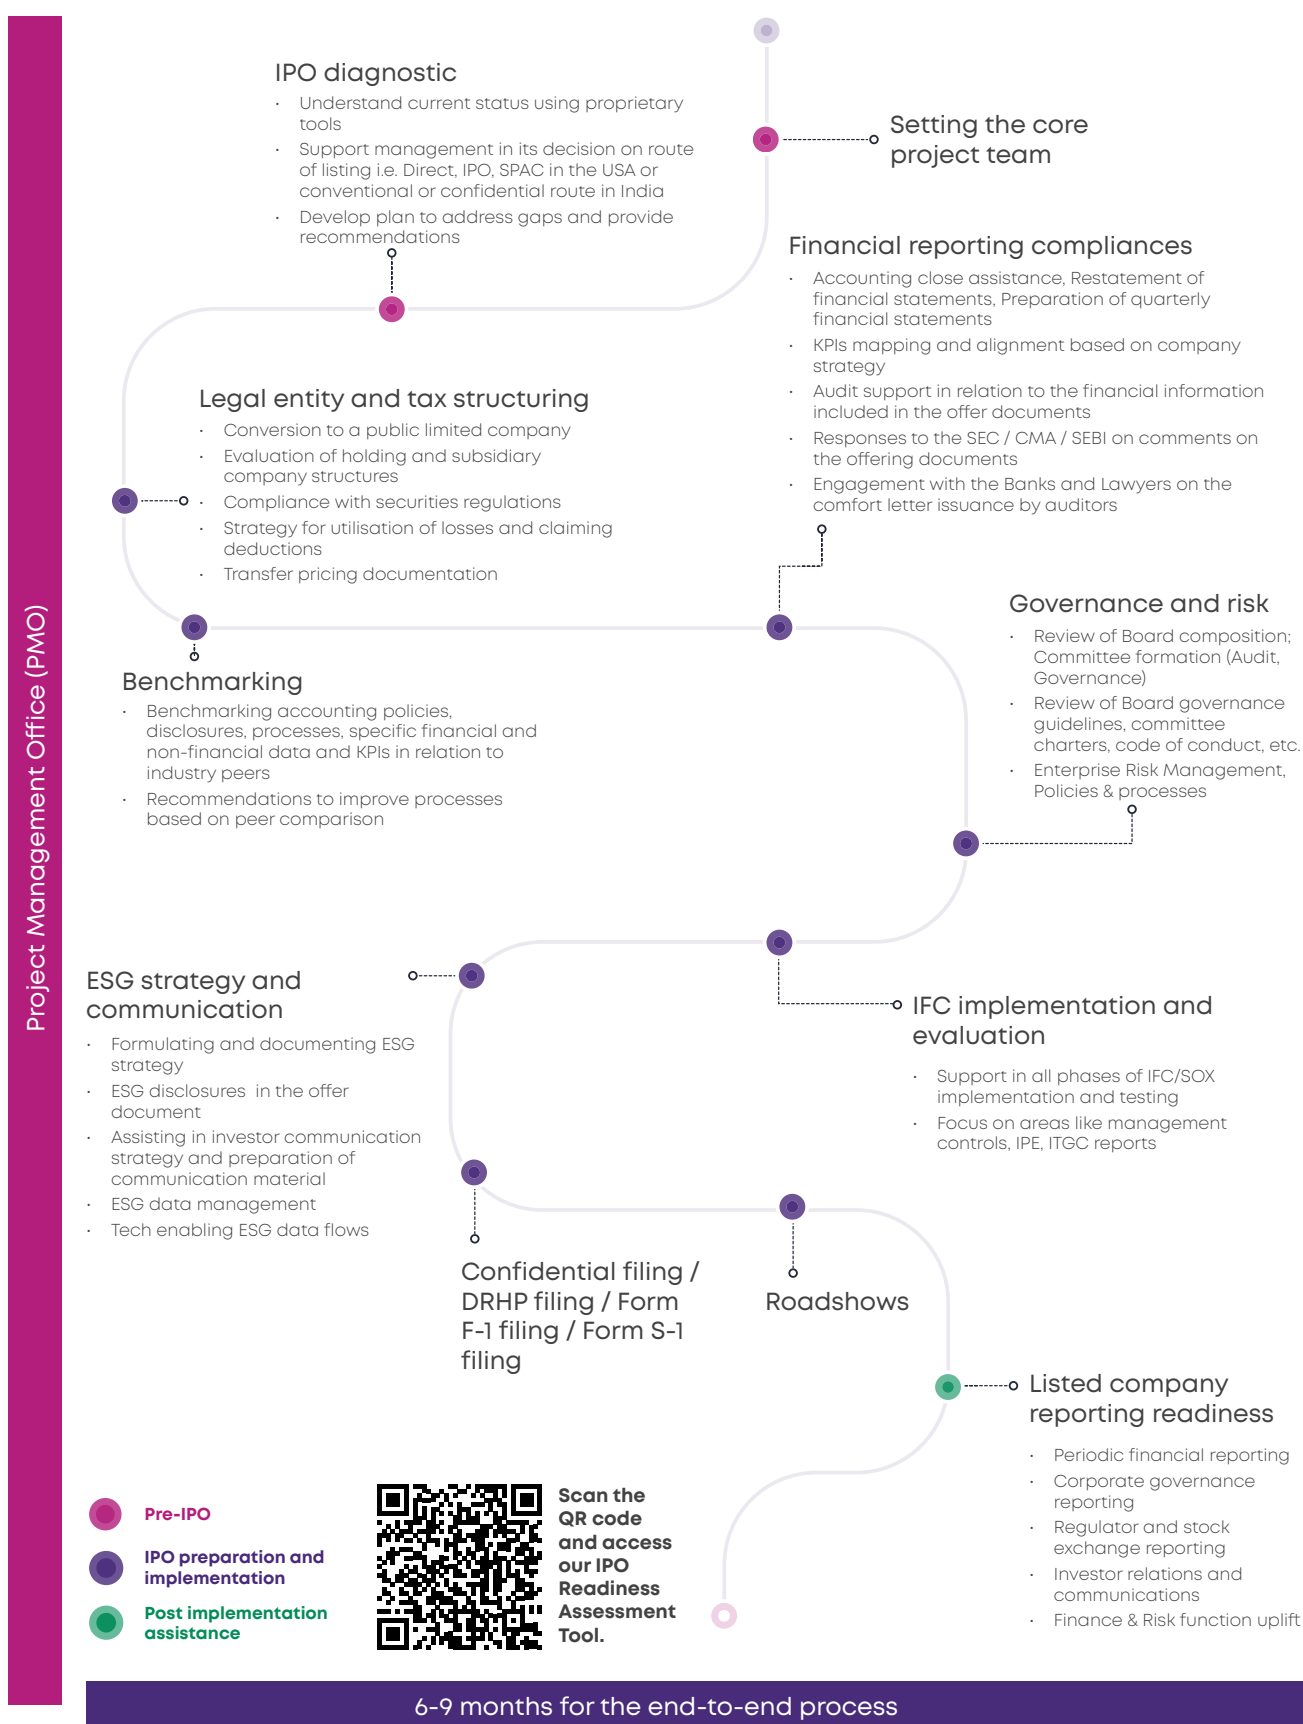 Project Management Office (PMO)
IPO diagnostic
· Understand current status using proprietary
tools
· Support management in its decision on route
of listing i.e. Direct, IPO, SPAC in the USA or
conventional or confidential route in India
· Develop plan to address gaps and provide
recommendations
Setting the core
project team
Financial reporting compliances
· Accounting close assistance, Restatement of
financial statements, Preparation of quarterly
financial statements
· KPIs mapping and alignment based on company
strategy
· Audit support in relation to the financial information
included in the offer documents
· Responses to the SEC / CMA / SEBI on comments on
the offering documents
· Engagement with the Banks and Lawyers on the
comfort letter issuance by auditors
Legal entity and tax structuring
· Conversion to a public limited company
· Evaluation of holding and subsidiary
company structures
· Compliance with securities regulations
· Strategy for utilisation of losses and claiming
deductions
· Transfer pricing documentation
Governance and risk
· Review of Board composition;
Committee formation (Audit,
Governance)
· Review of Board governance
guidelines, committee
charters, code of conduct, etc.
· Enterprise Risk Management,
Policies & processes
Benchmarking
· Benchmarking accounting policies,
disclosures, processes, specific financial and
non-financial data and KPIs in relation to
industry peers
· Recommendations to improve processes
based on peer comparison
ESG strategy and
communication
· Formulating and documenting ESG
strategy
· ESG disclosures in the offer
document
· Assisting in investor communication
strategy and preparation of
communication material
· ESG data management
· Tech enabling ESG data flows
IFC implementation and
evaluation
· Support in all phases of IFC/SOX
implementation and testing
· Focus on areas like management
controls, IPE, ITGC reports
Confidential filing /
DRHP filing / Form
F-1 filing / Form S-1
filing
Roadshows
Listed company
reporting readiness
· Periodic financial reporting
· Corporate governance
reporting
· Regulator and stock
exchange reporting
· Investor relations and
communications
· Finance & Risk function uplift
Pre-IPO
IPO preparation and
implementation
Post implementation
assistance
Scan the
QR code
and access
our IPO
Readiness
Assessment
Tool.
6-9 months for the end-to-end process